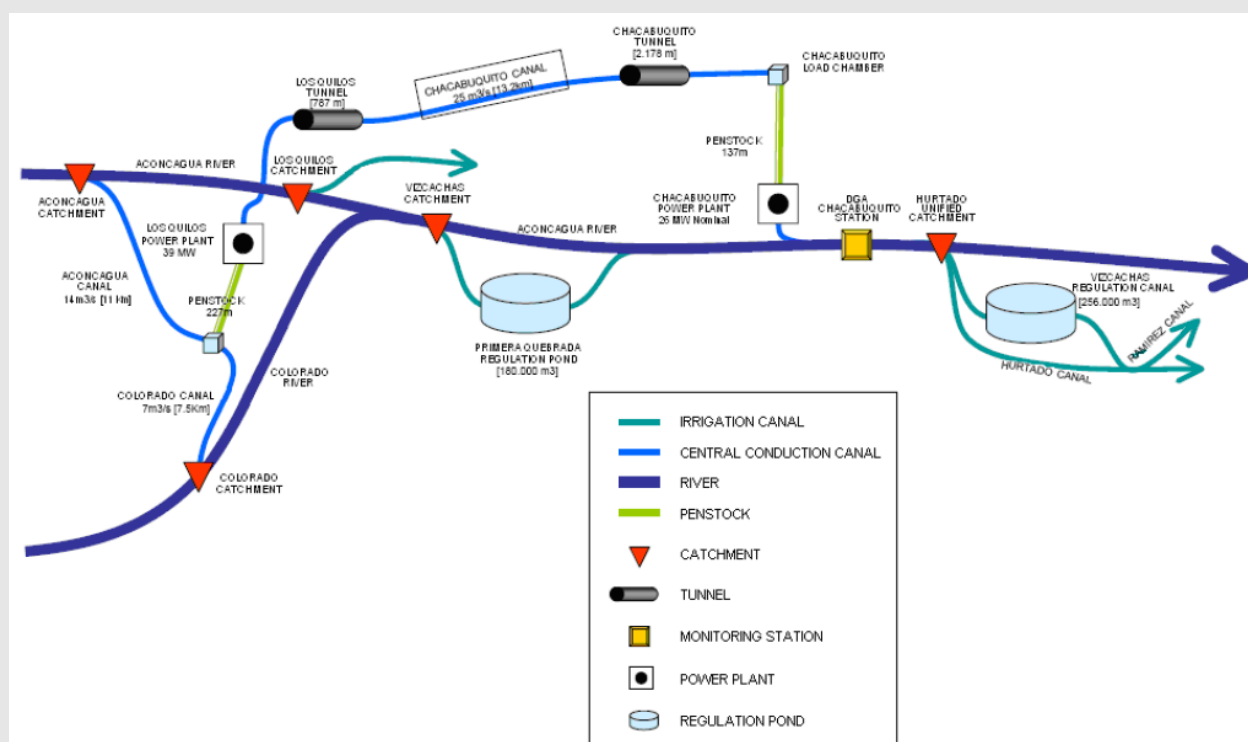 CHACABUQUITO
TUNNEL
[2.178 m]
CHACABUQUITO
LOAD CHAMBER
LOS QUILOS
TUNNEL
[787 m]
CHACABUQUITO CANAL
25 m3/s [13.2km]
PENSTOCK
137m
ACONCAGUA RIVER
LOS QUILOS
CATCHMENT
VIZCACHAS
CATCHMENT
ACONCAGUA
CATCHMENT
CHACABUQUITO
POWER PLANT
26 MW Nominal
DGA
CHACABUQUITO
STATION
HURTADO
UNIFIED
CATCHMENT
LOS QUILOS
POWER PLANT
39 MW
ACONCAGUA RIVER
ACONCAGUA
CANAL
14 m3/s [11 Km]
PENSTOCK
227m
VIZCACHAS
REGULATION CANAL
[256.000 m3]
PRIMERA QUEBRADA
REGULATION POND
[180.000 m3]
RAMIREZ CANAL
HURTADO CANAL
COLORADO
RIVER
COLORADO CANAL
7m3/s [7.5Km]
COLORADO
CATCHMENT
IRRIGATION CANAL
CENTRAL CONDUCTION CANAL
RIVER
PENSTOCK
CATCHMENT
TUNNEL
MONITORING STATION
POWER PLANT
REGULATION POND